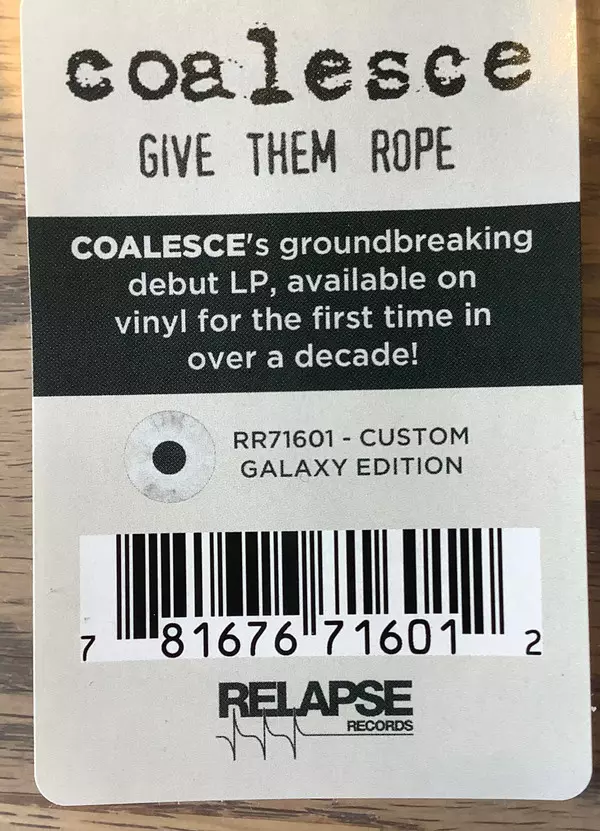 coalesce
GIVE THEM ROPE
COALESCE's groundbreaking
debut LP, available on
vinyl for the first time in
over a decade!
RR71601 - CUSTOM
GALAXY EDITION
7 81676 71601 2
RELAPSE
RECORDS